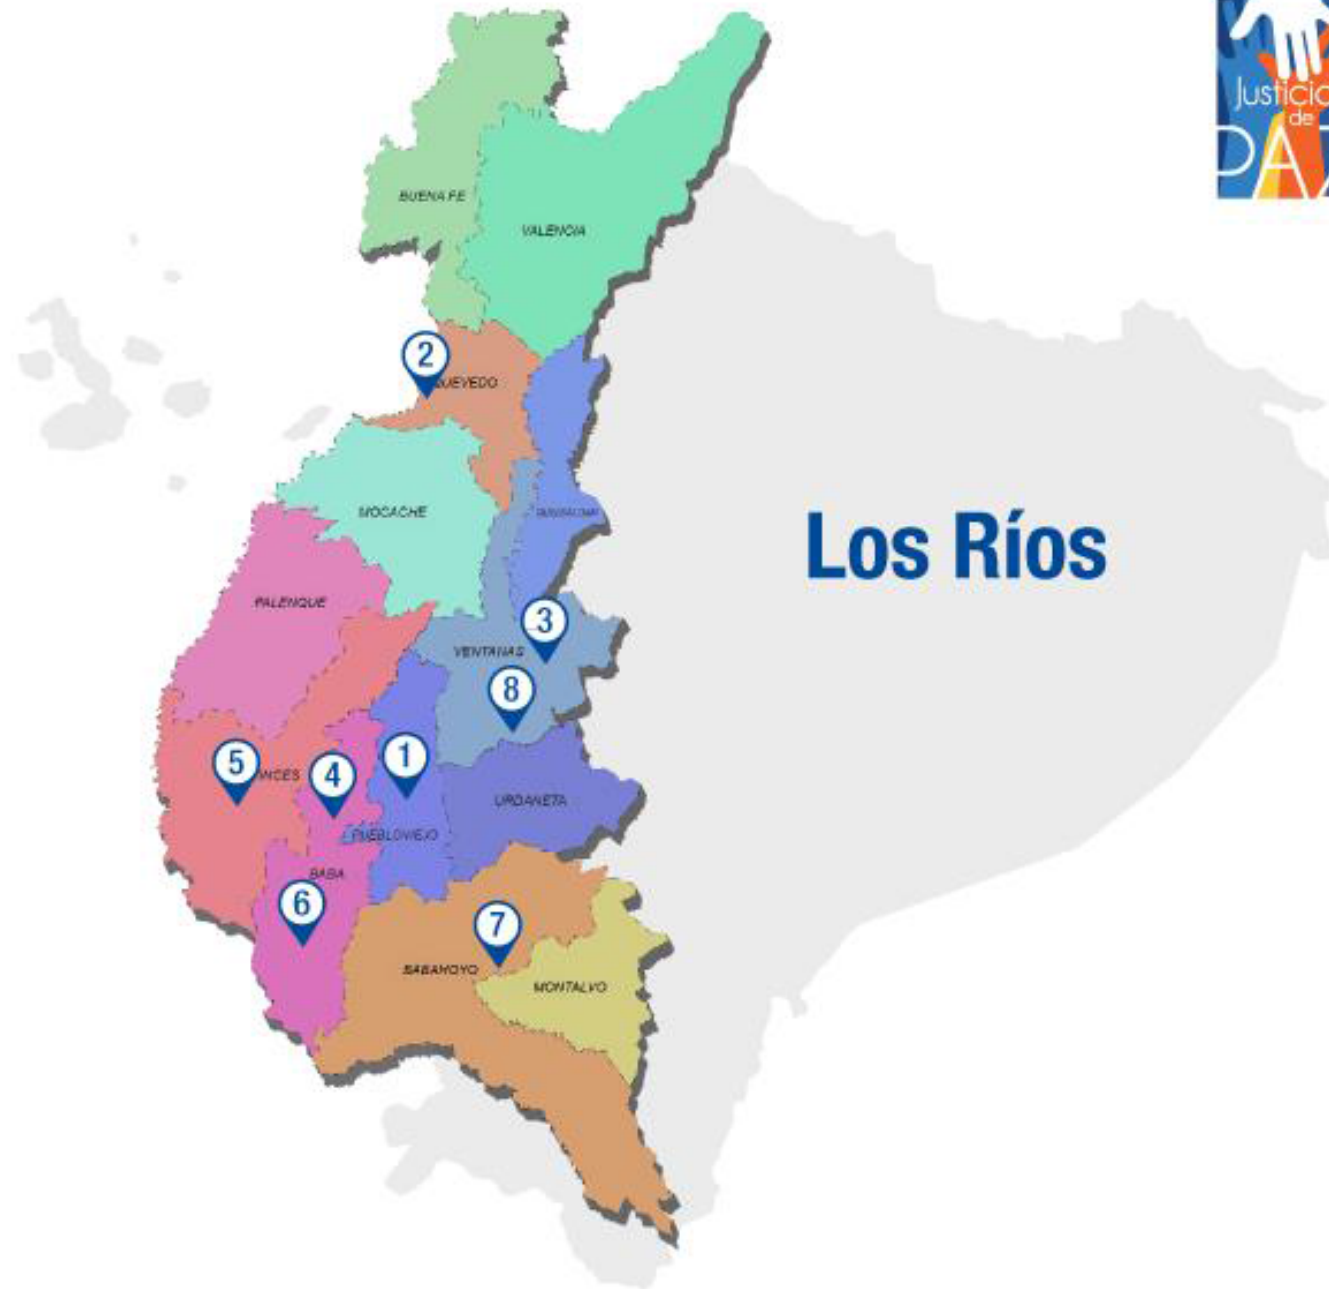 Justicia
de
PAZ
BUENA FE
VALENCIA
2
QUEVEDO
MOCACHE
PALENQUE
3
VENTANAS
8
5
VINCES
4
1
URDANETA
PUEBLOVIEJO
BABA
6
7
BABAHOYO
MONTALVO
Los Ríos